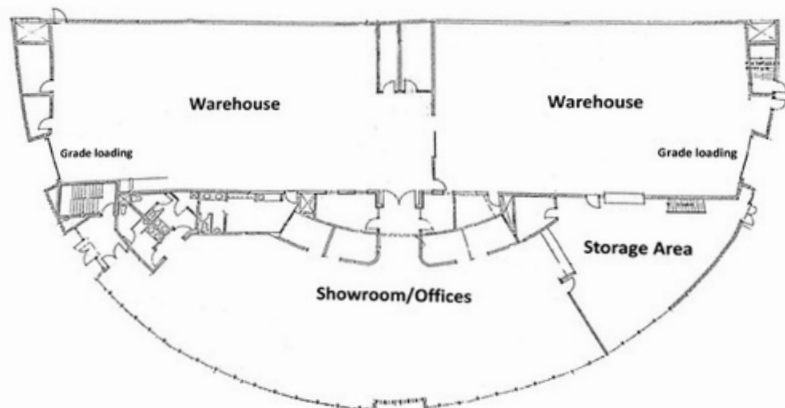 Warehouse
Warehouse
Grade loading
Grade loading
Storage Area
Showroom/Offices